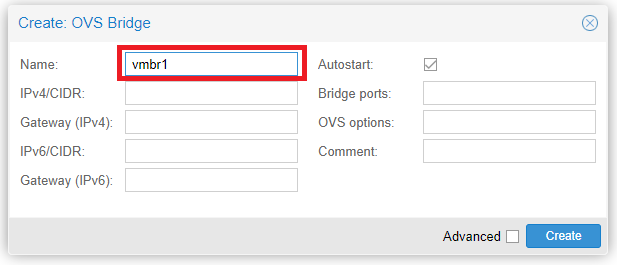 Create: OVS Bridge
Name: vmbr1 Autostart:
IPv4/CIDR: Bridge ports:
Gateway (IPv4): OVS options:
IPv6/CIDR: Comment:
Gateway (IPv6):
Advanced Create